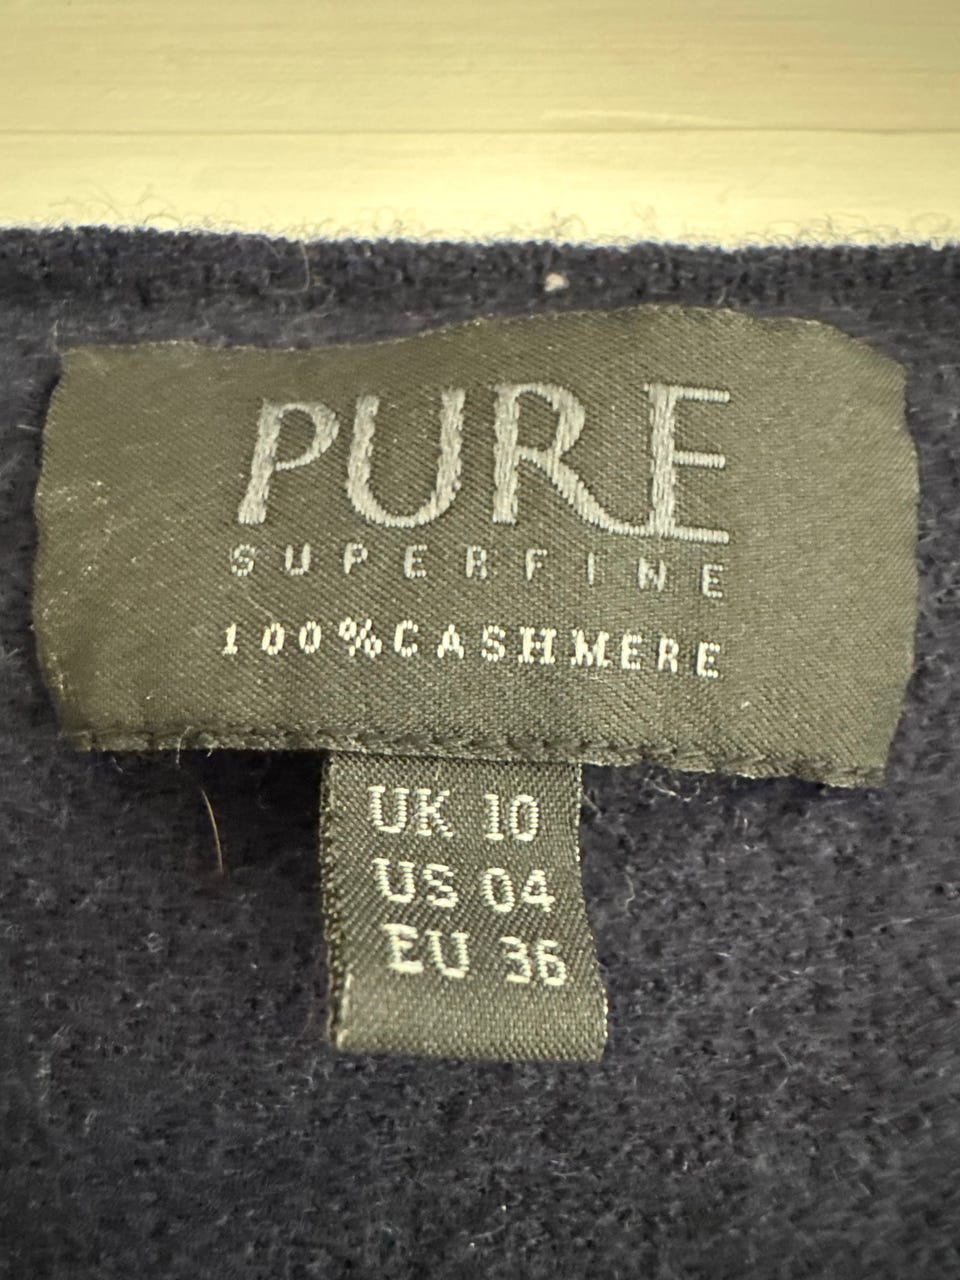 PURE
SUPERFINE
100%CASHMERE
UK 10
US 04
EU 36